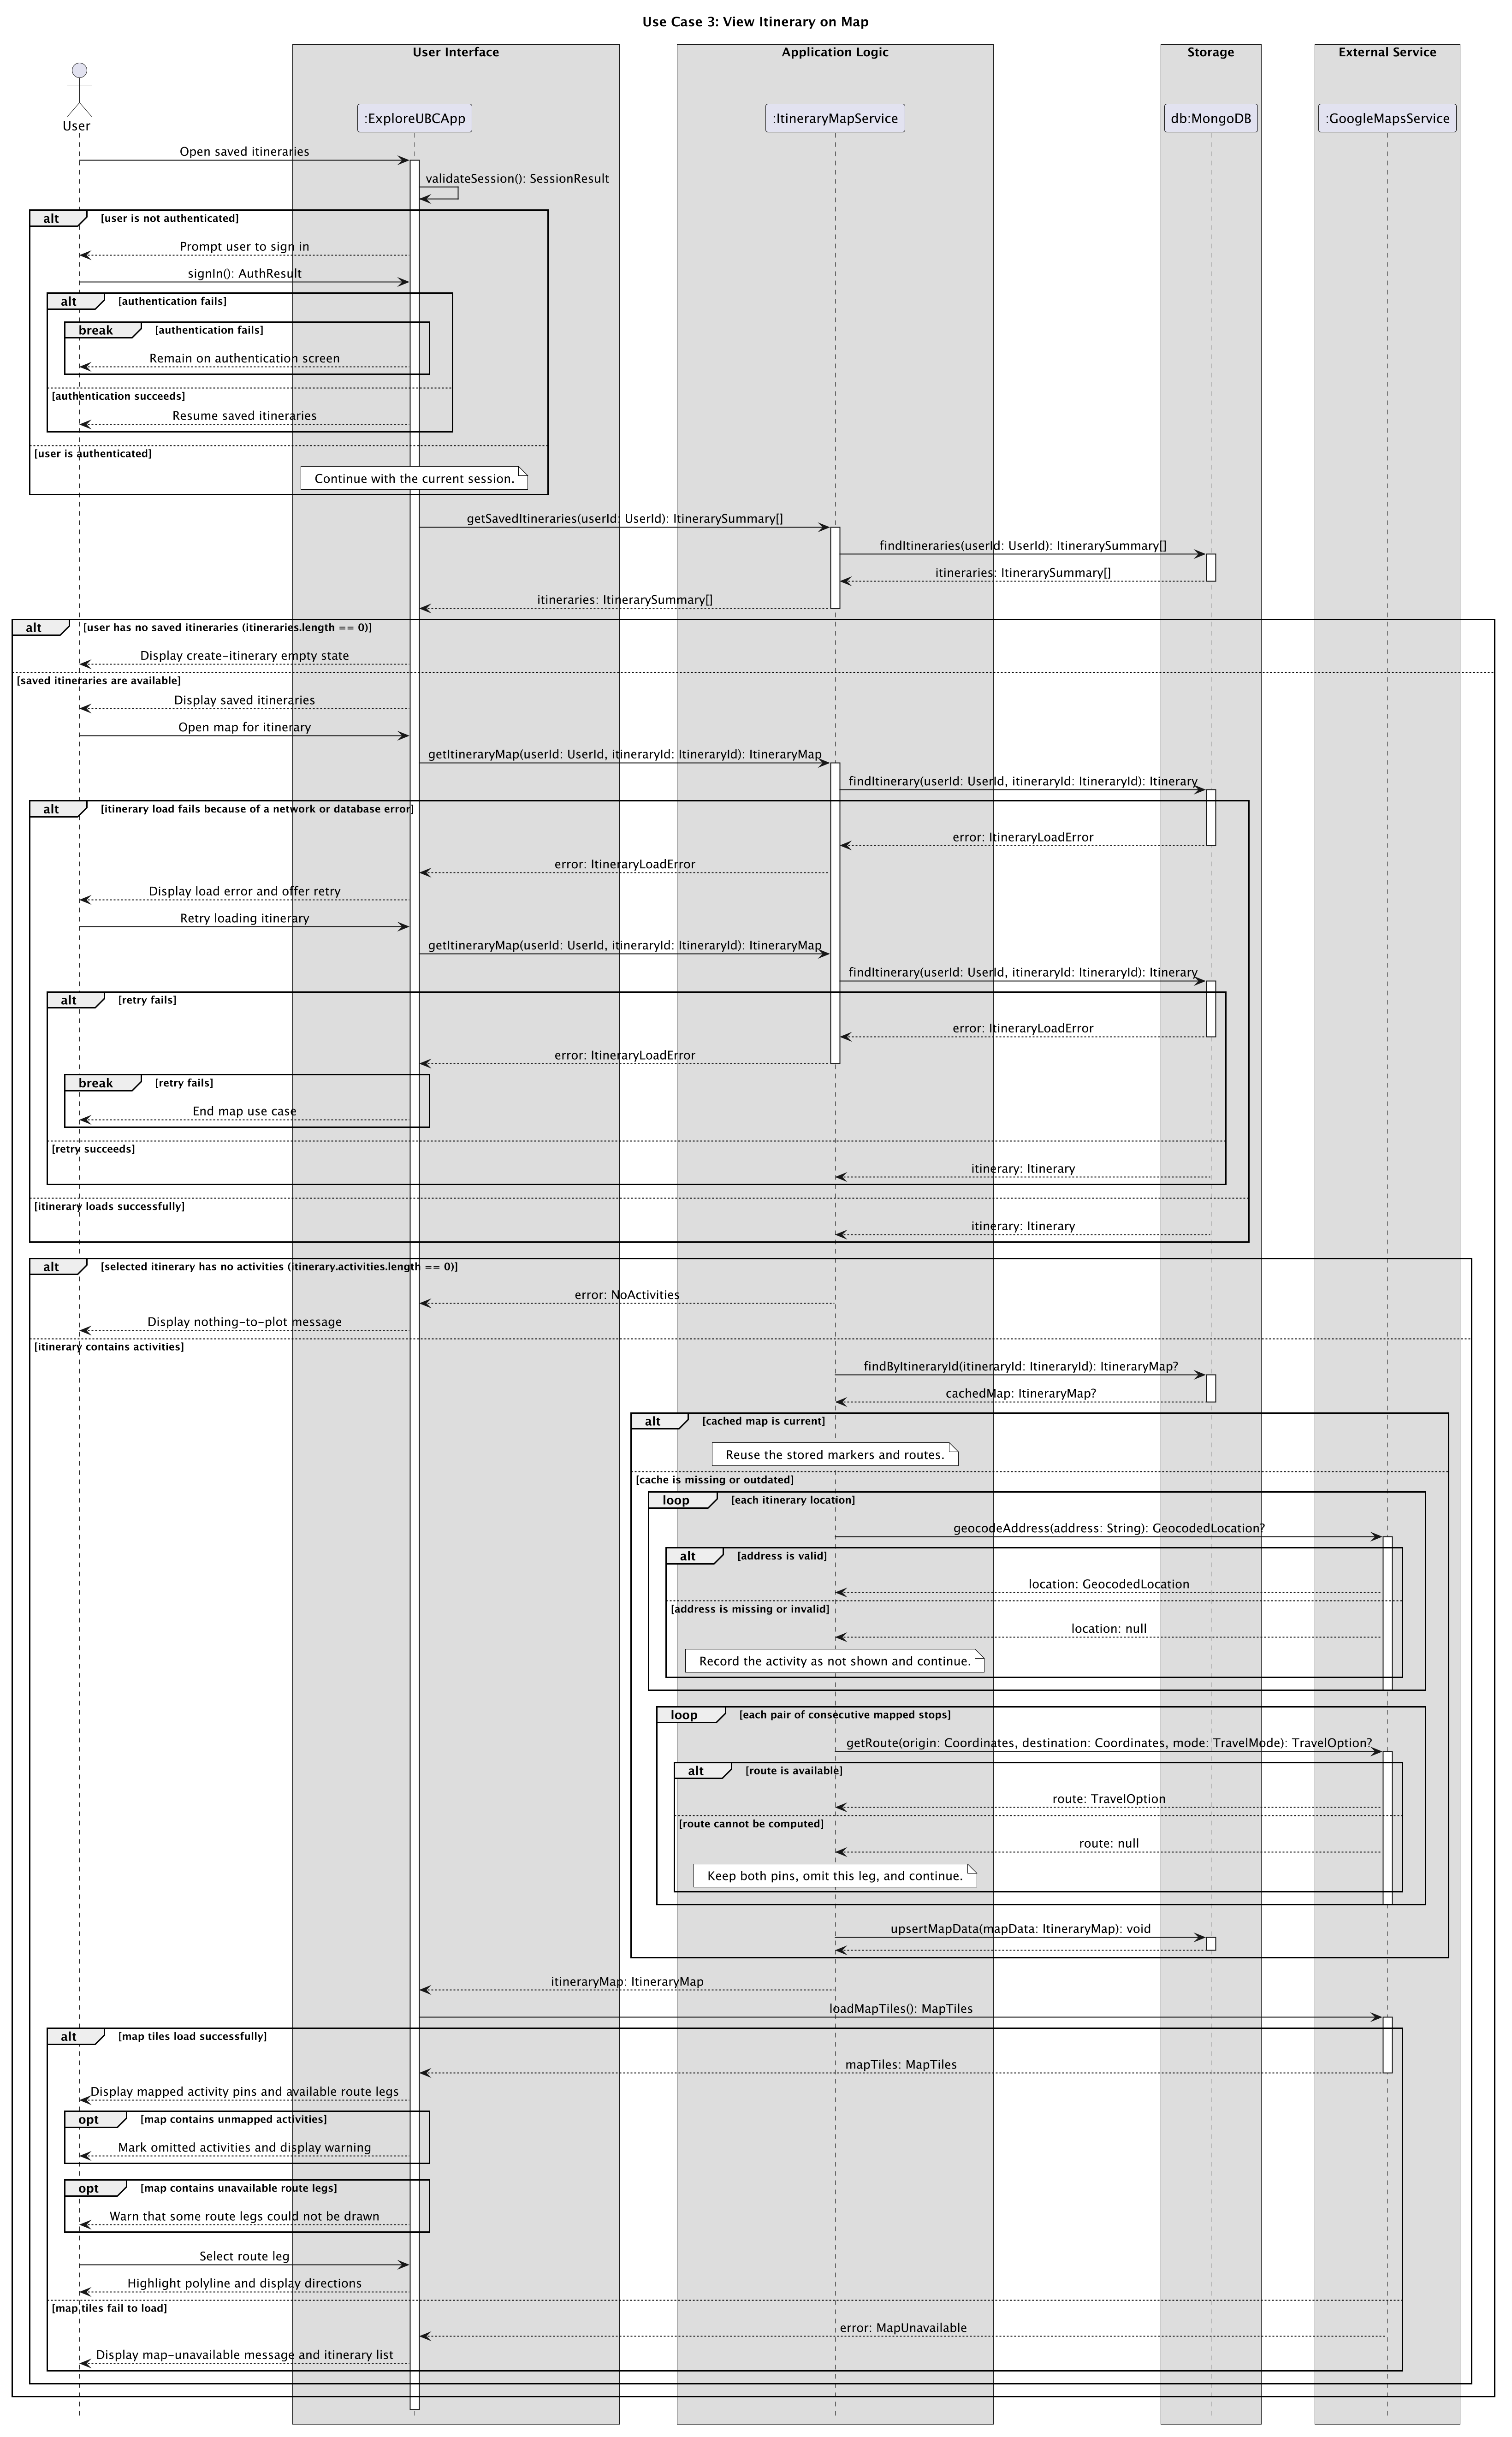 Use Case 3: View Itinerary on Map
User Interface
Application Logic
Storage
External Service
User
:ExploreUBCApp
:ItineraryMapService
db:MongoDB
:GoogleMapsService
Open saved itineraries
validateSession(): SessionResult
alt [user is not authenticated]
Prompt user to sign in
signIn(): AuthResult
alt [authentication fails]
break [authentication fails]
Remain on authentication screen
[authentication succeeds]
Resume saved itineraries
[user is authenticated]
Continue with the current session.
getSavedItineraries(userId: UserId): ItinerarySummary[]
findItineraries(userId: UserId): ItinerarySummary[]
itineraries: ItinerarySummary[]
itineraries: ItinerarySummary[]
alt [user has no saved itineraries (itineraries.length == 0)]
Display create-itinerary empty state
[saved itineraries are available]
Display saved itineraries
Open map for itinerary
getItineraryMap(userId: UserId, itineraryId: ItineraryId): ItineraryMap
findItinerary(userId: UserId, itineraryId: ItineraryId): Itinerary
alt [itinerary load fails because of a network or database error]
error: ItineraryLoadError
error: ItineraryLoadError
Display load error and offer retry
Retry loading itinerary
getItineraryMap(userId: UserId, itineraryId: ItineraryId): ItineraryMap
findItinerary(userId: UserId, itineraryId: ItineraryId): Itinerary
alt [retry fails]
error: ItineraryLoadError
error: ItineraryLoadError
break [retry fails]
End map use case
[retry succeeds]
itinerary: Itinerary
[itinerary loads successfully]
itinerary: Itinerary
alt [selected itinerary has no activities (itinerary.activities.length == 0)]
error: NoActivities
Display nothing-to-plot message
[itinerary contains activities]
findByItineraryId(itineraryId: ItineraryId): ItineraryMap?
cachedMap: ItineraryMap?
alt [cached map is current]
Reuse the stored markers and routes.
[cache is missing or outdated]
loop [each itinerary location]
geocodeAddress(address: String): GeocodedLocation?
alt [address is valid]
location: GeocodedLocation
[address is missing or invalid]
location: null
Record the activity as not shown and continue.
loop [each pair of consecutive mapped stops]
getRoute(origin: Coordinates, destination: Coordinates, mode: TravelMode): TravelOption?
alt [route is available]
route: TravelOption
[route cannot be computed]
route: null
Keep both pins, omit this leg, and continue.
upsertMapData(mapData: ItineraryMap): void
itineraryMap: ItineraryMap
loadMapTiles(): MapTiles
alt [map tiles load successfully]
mapTiles: MapTiles
Display mapped activity pins and available route legs
opt [map contains unmapped activities]
Mark omitted activities and display warning
opt [map contains unavailable route legs]
Warn that some route legs could not be drawn
Select route leg
Highlight polyline and display directions
[map tiles fail to load]
error: MapUnavailable
Display map-unavailable message and itinerary list